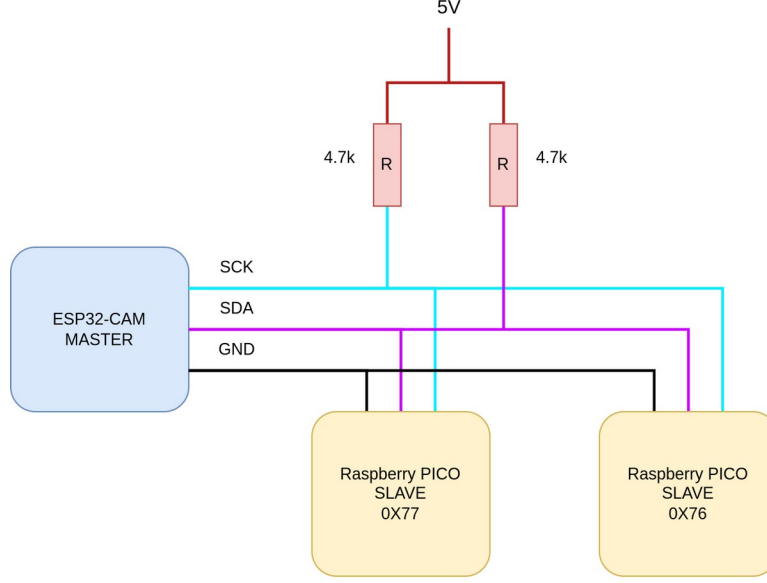 5V
4.7k
R
R
4.7k
SCK
SDA
GND
ESP32-CAM
MASTER
Raspberry PICO
SLAVE
0X77
Raspberry PICO
SLAVE
0X76